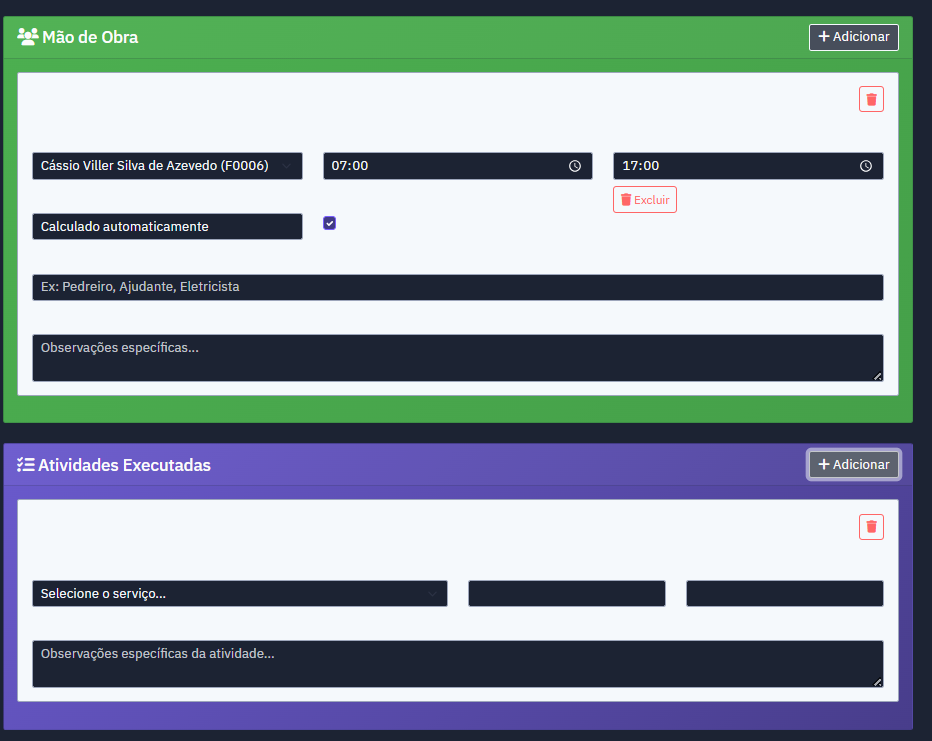 Mão de Obra
Adicionar
Cássio Viller Silva de Azevedo (F0006)
07:00
17:00
Excluir
Calculado automaticamente
Ex: Pedreiro, Ajudante, Eletricista
Observações específicas...
Atividades Executadas
Adicionar
Selecione o serviço...
Observações específicas da atividade...